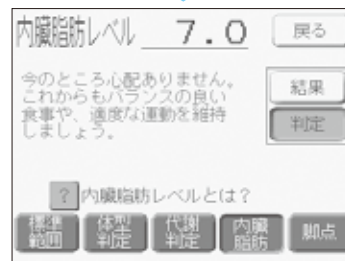 内臓脂肪レベル 7.0
戻る
今のところ心配ありません。
これからもバランスの良い
食事や、適度な運動を維持
しましょう。
結果
判定
? 内臓脂肪レベルとは?
標準
範囲
体型
判定
代謝
判定
内臓
脂肪
脚点